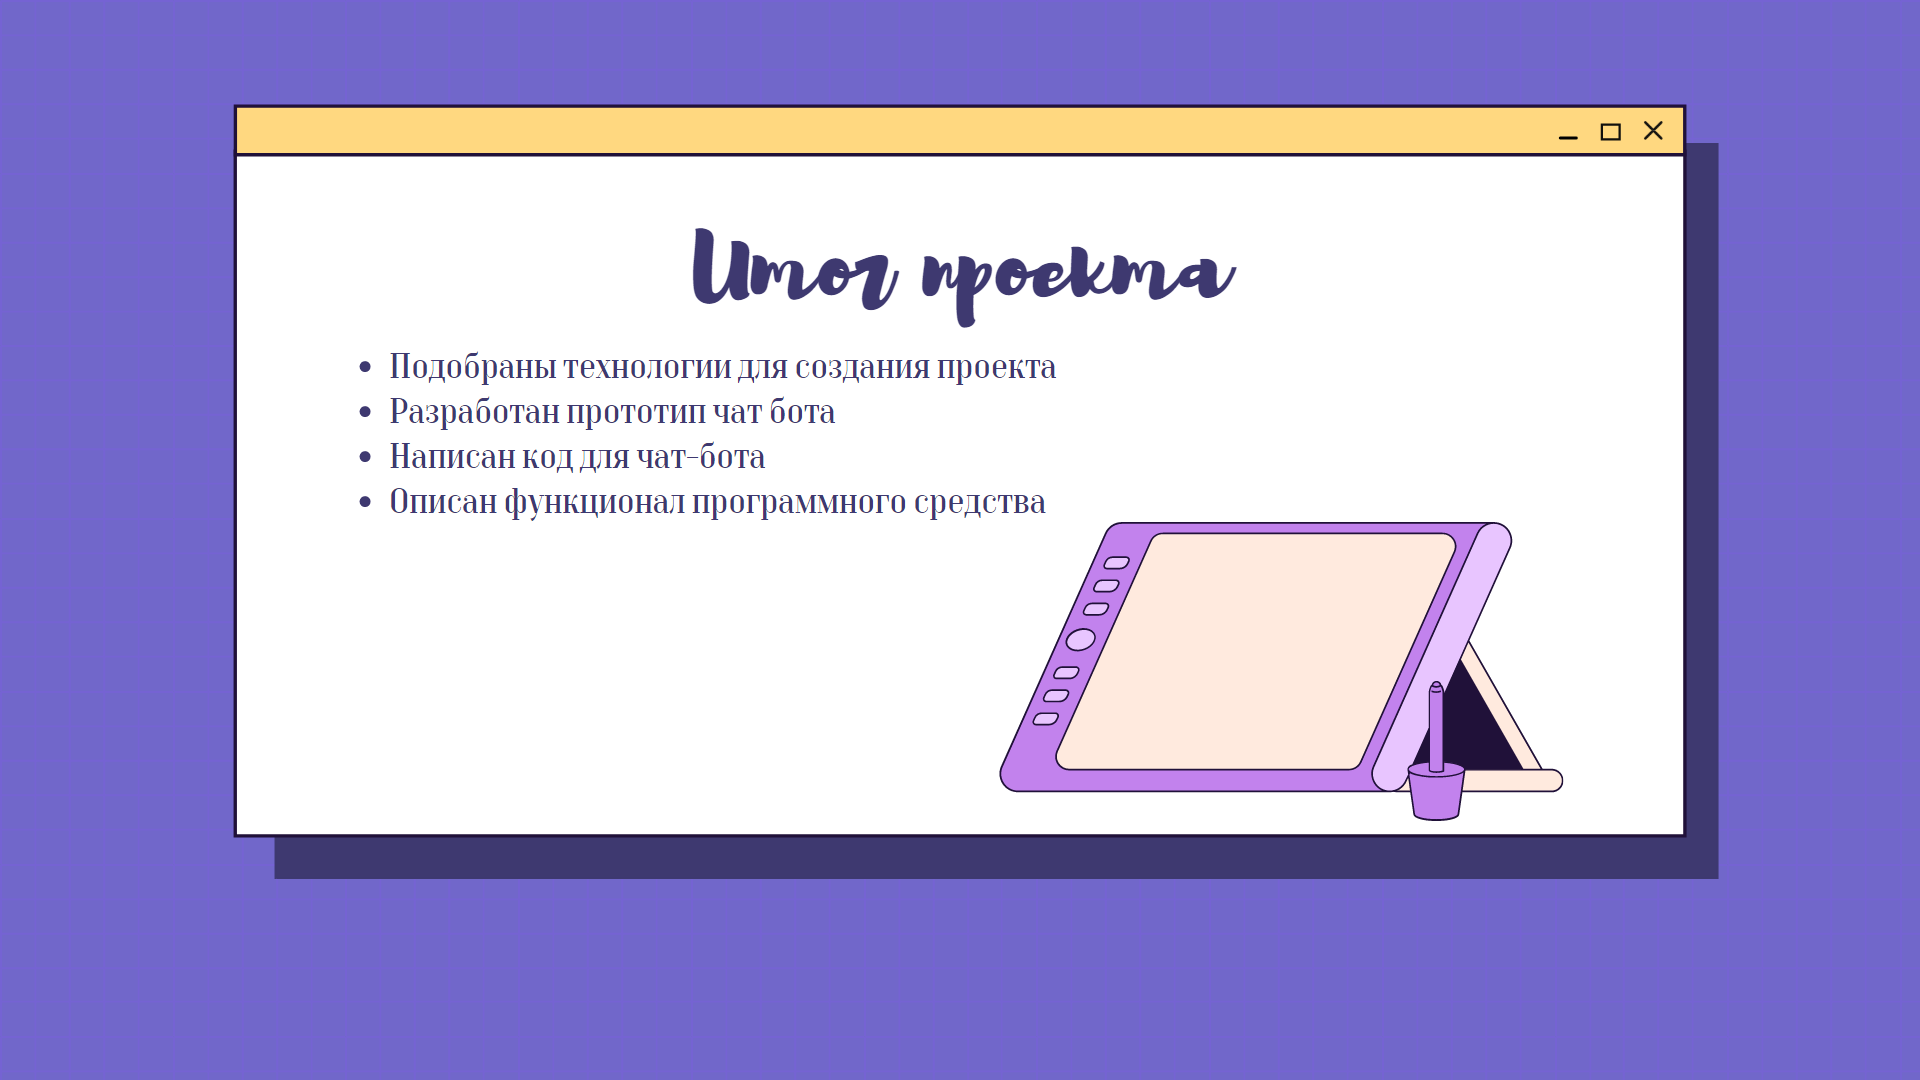 Итог проекта
• Подобраны технологии для создания проекта
• Разработан прототип чат бота
• Написан код для чат-бота
• Описан функционал программного средства